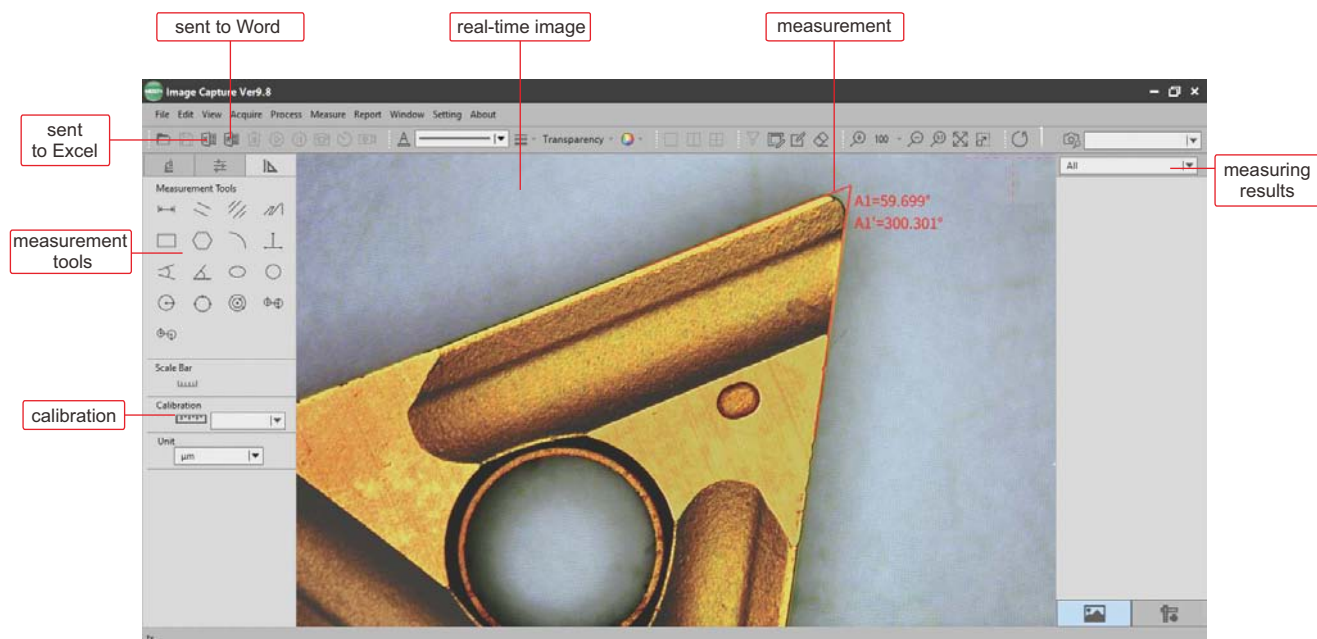 sent to Word
real-time image
measurement
Image Capture Ver9.8
File Edit View Acquire Process Measure Report Window Setting About
sent
to Excel
A
Transparency
100
All
measuring
results
Measurement Tools
A1=59.699°
A1'=300.301°
measurement
tools
Scale Bar
calibration
Calibration
Unit
μm